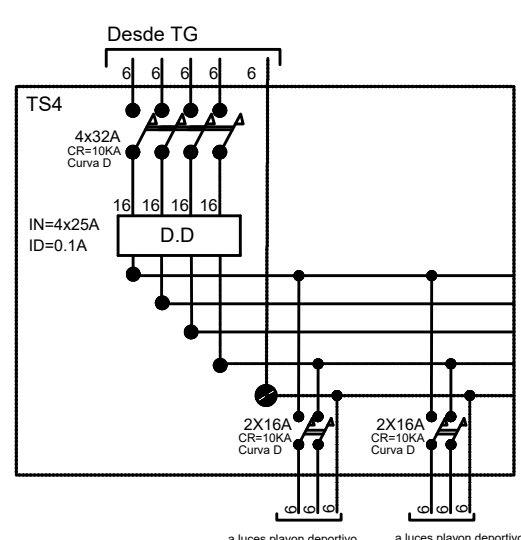 Desde TG
6 6 6 6 6
TS4
4x32A
CR=10KA
Curva D
16 16 16 16
IN=4x25A
ID=0.1A
D.D
2X16A
CR=10KA
Curva D
2X16A
CR=10KA
Curva D
6 6 6
6 6 6
a luces playon deportivo
a luces playon deportivo